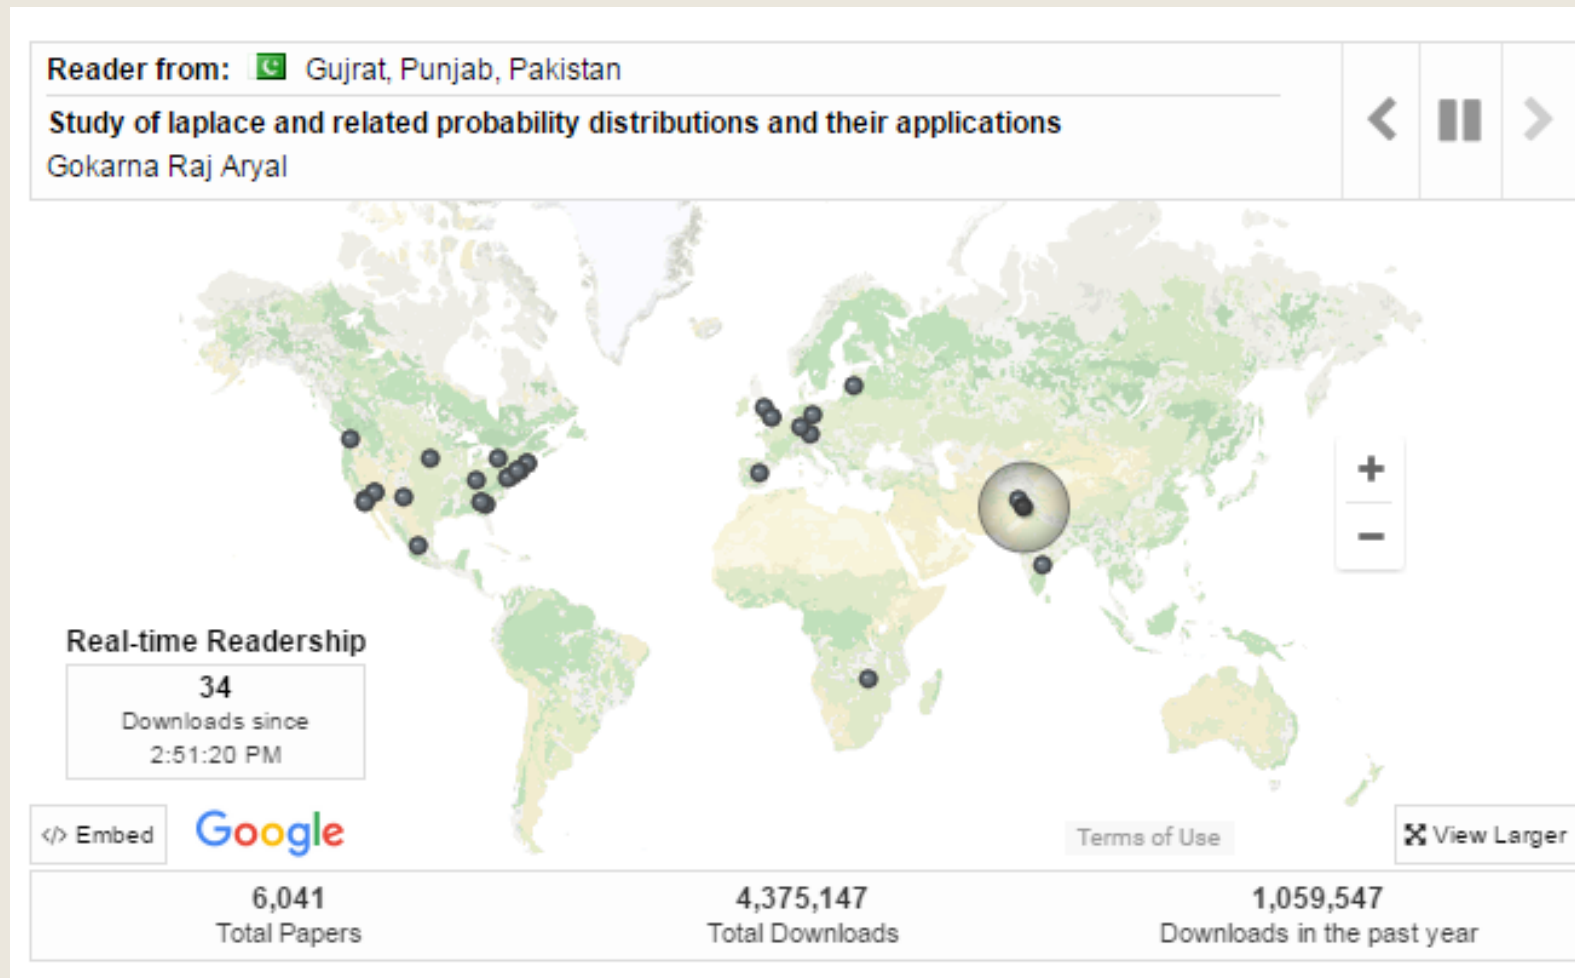 Reader from: Gujrat, Punjab, Pakistan
Study of laplace and related probability distributions and their applications
Gokarna Raj Aryal
Real-time Readership
34
Downloads since
2:51:20 PM
</> Embed
Google
Terms of Use
View Larger
6,041
Total Papers
4,375,147
Total Downloads
1,059,547
Downloads in the past year